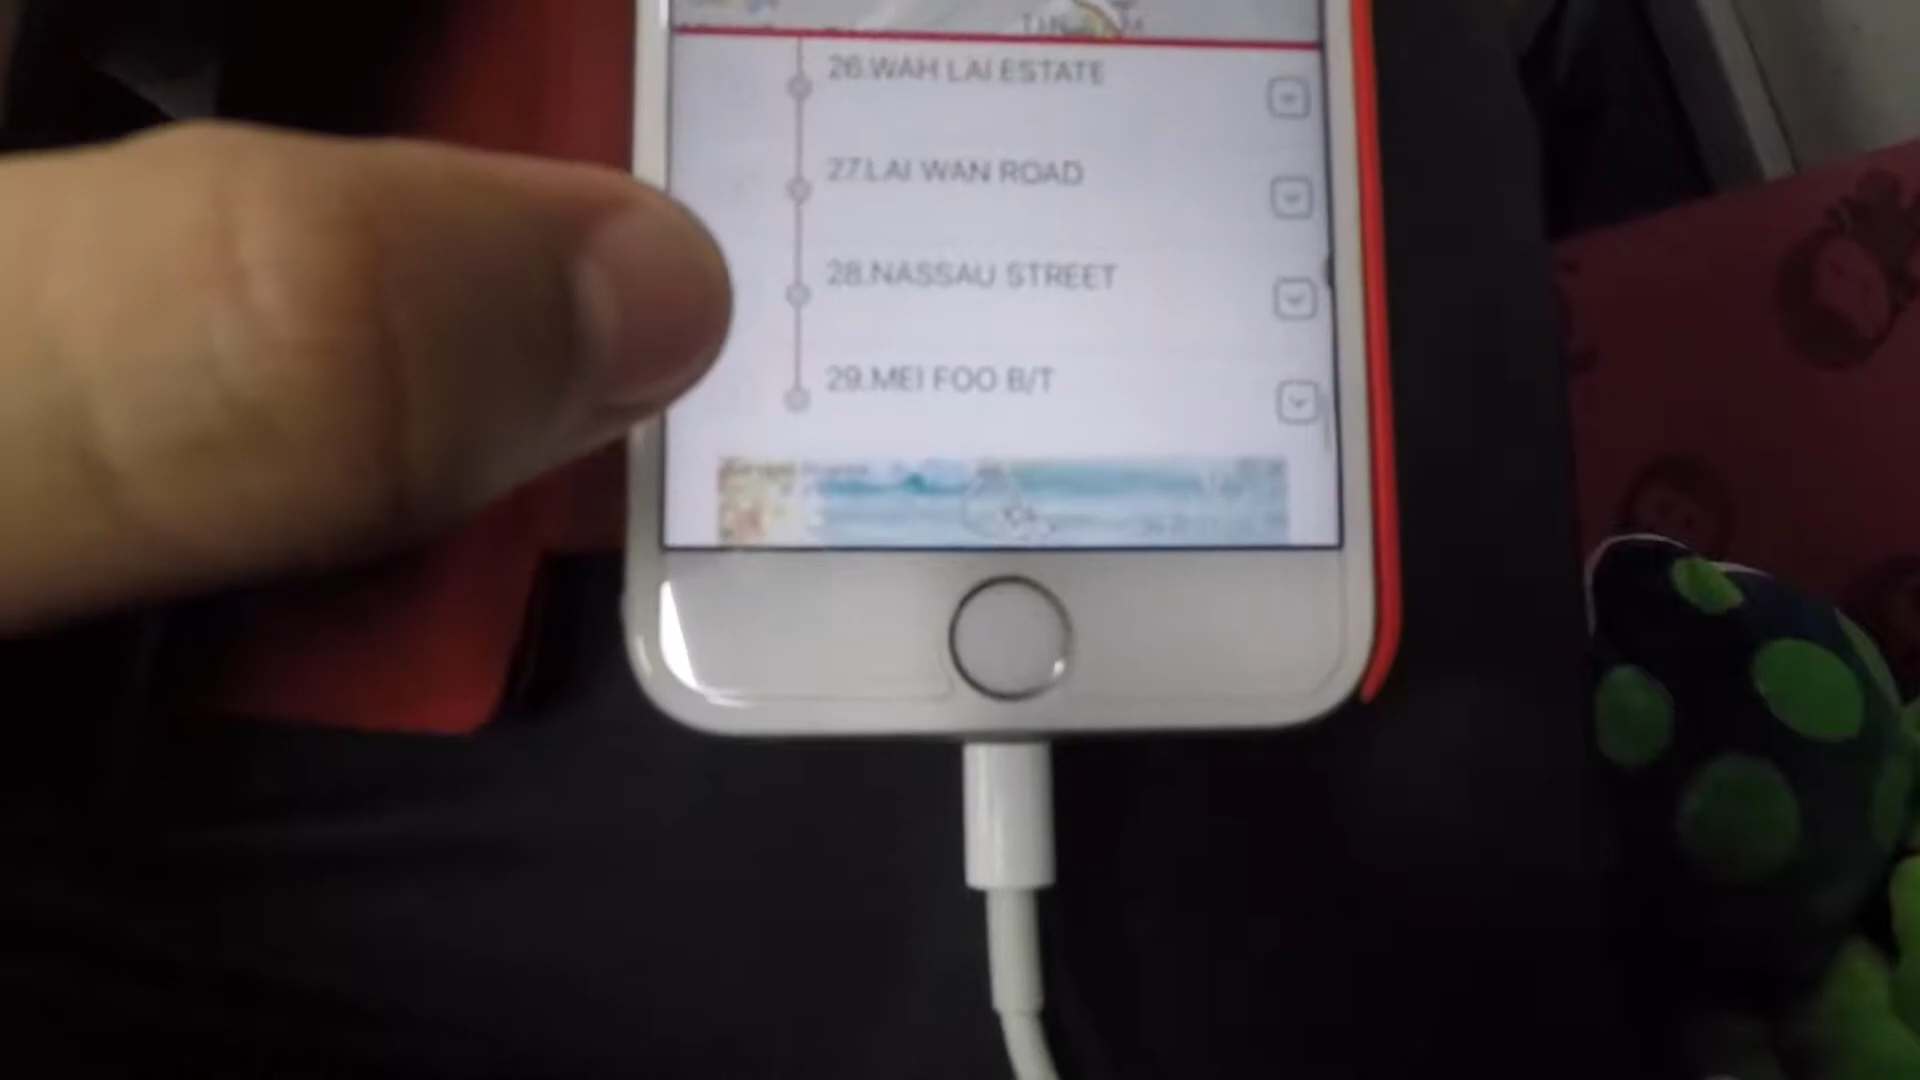 26.WAH LAI ESTATE
27.LAI WAN ROAD
28.NASSAU STREET
29.MEI FOO B/T